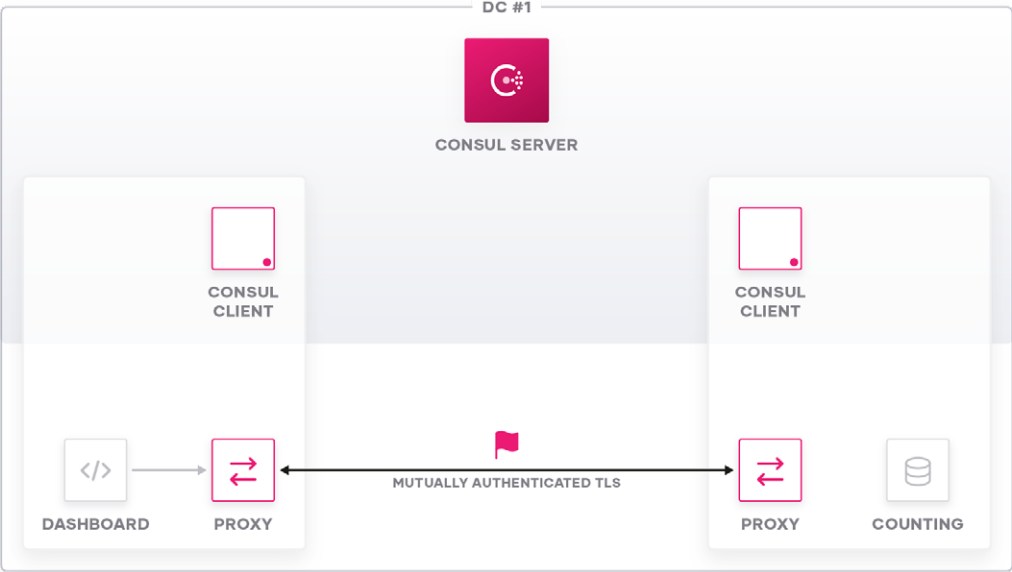 DC #1
CONSUL SERVER
CONSUL
CLIENT
CONSUL
CLIENT
MUTUALLY AUTHENTICATED TLS
DASHBOARD
PROXY
PROXY
COUNTING